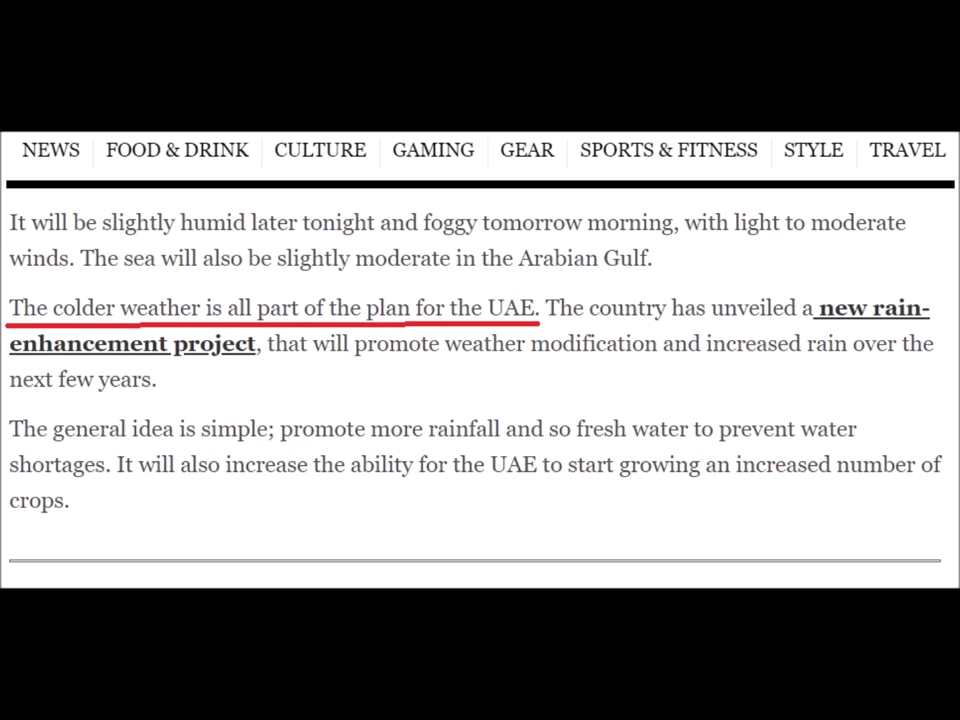 NEWS FOOD & DRINK CULTURE GAMING GEAR SPORTS & FITNESS STYLE TRAVEL
It will be slightly humid later tonight and foggy tomorrow morning, with light to moderate
winds. The sea will also be slightly moderate in the Arabian Gulf.
The colder weather is all part of the plan for the UAE. The country has unveiled a new rain-
enhancement project, that will promote weather modification and increased rain over the
next few years.
The general idea is simple; promote more rainfall and so fresh water to prevent water
shortages. It will also increase the ability for the UAE to start growing an increased number of
crops.